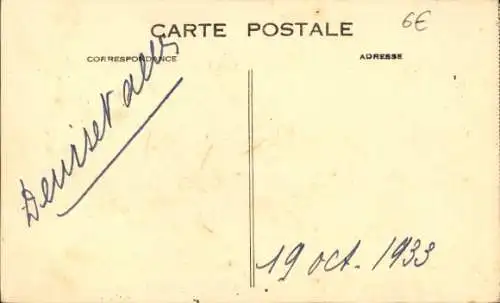 CARTE POSTALE
6€
CORRESPONDANCE
ADRESSE
19 oct. 1933